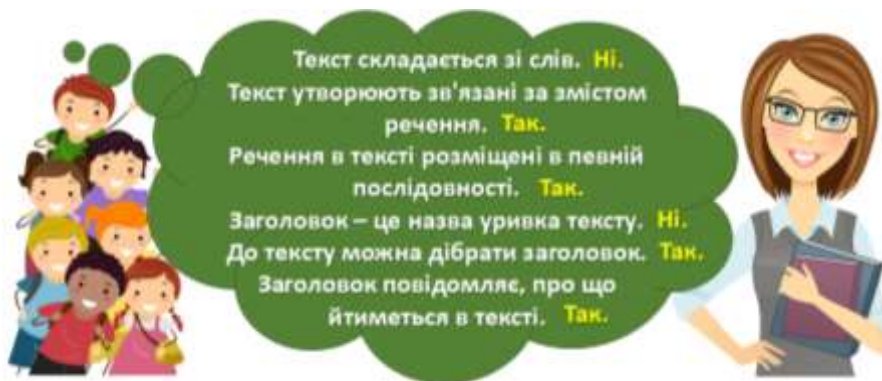 Текст складається зі слів. Ні.
Текст утворюють зв'язані за змістом
речення. Так.
Речення в тексті розміщені в певній
послідовності. Так.
Заголовок – це назва уривка тексту. Ні.
До тексту можна дібрати заголовок. Так.
Заголовок повідомляє, про що
йтиметься в тексті. Так.